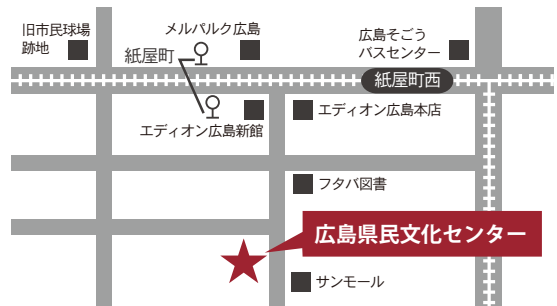 旧市民球場
跡地
メルパルク広島
紙屋町
広島そごう
バスセンター
紙屋町西
エディオン広島新館
エディオン広島本店
フタバ図書
広島県民文化センター
サンモール